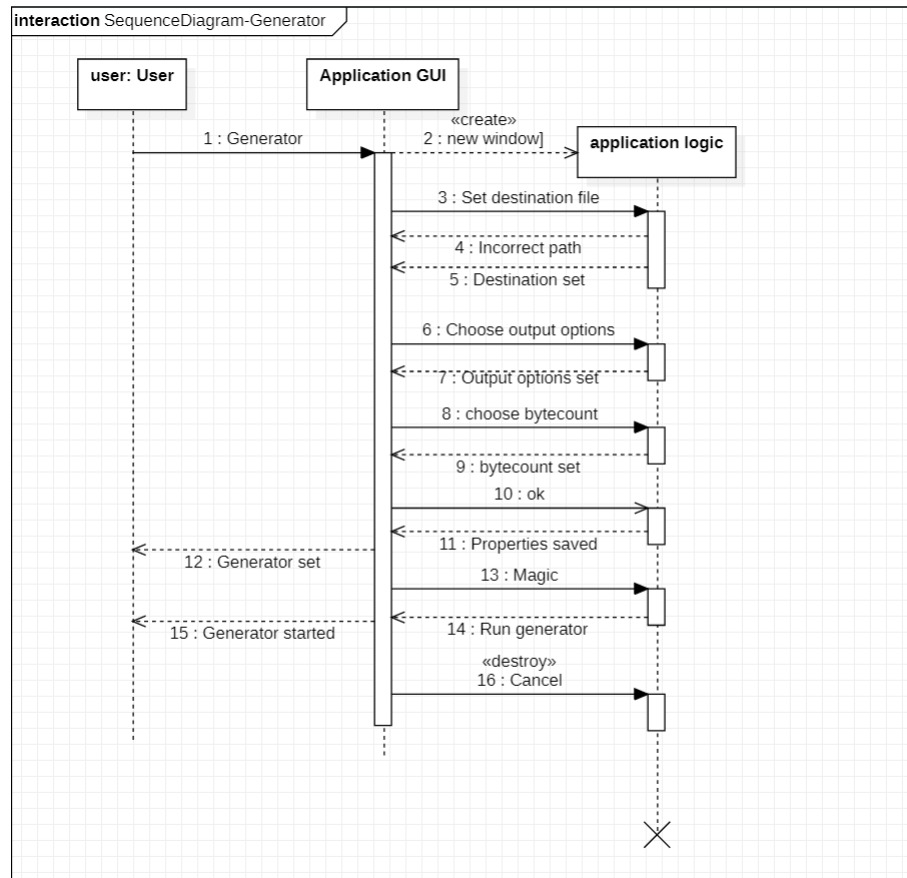 interaction SequenceDiagram-Generator
user: User
Application GUI
«create»
1 : Generator
2 : new window]
application logic
3 : Set destination file
4 : Incorrect path
5 : Destination set
6 : Choose output options
7 : Output options set
8 : choose bytecount
9 : bytecount set
10 : ok
11 : Properties saved
12 : Generator set
13 : Magic
14 : Run generator
15 : Generator started
«destroy»
16 : Cancel